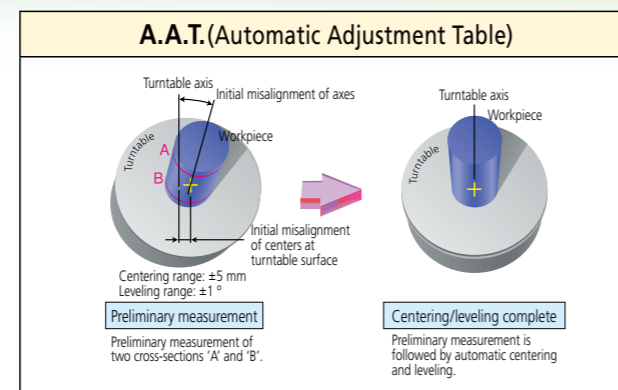 A.A.T.(Automatic Adjustment Table)
Turntable axis
Initial misalignment of axes
Workpiece
Turntable
A
B
Initial misalignment
of centers at
turntable surface
Centering range: ±5 mm
Leveling range: ±1 °
Preliminary measurement
Preliminary measurement of
two cross-sections ‘A’ and ‘B’.
Turntable axis
Workpiece
Turntable
Centering/leveling complete
Preliminary measurement is
followed by automatic centering
and leveling.